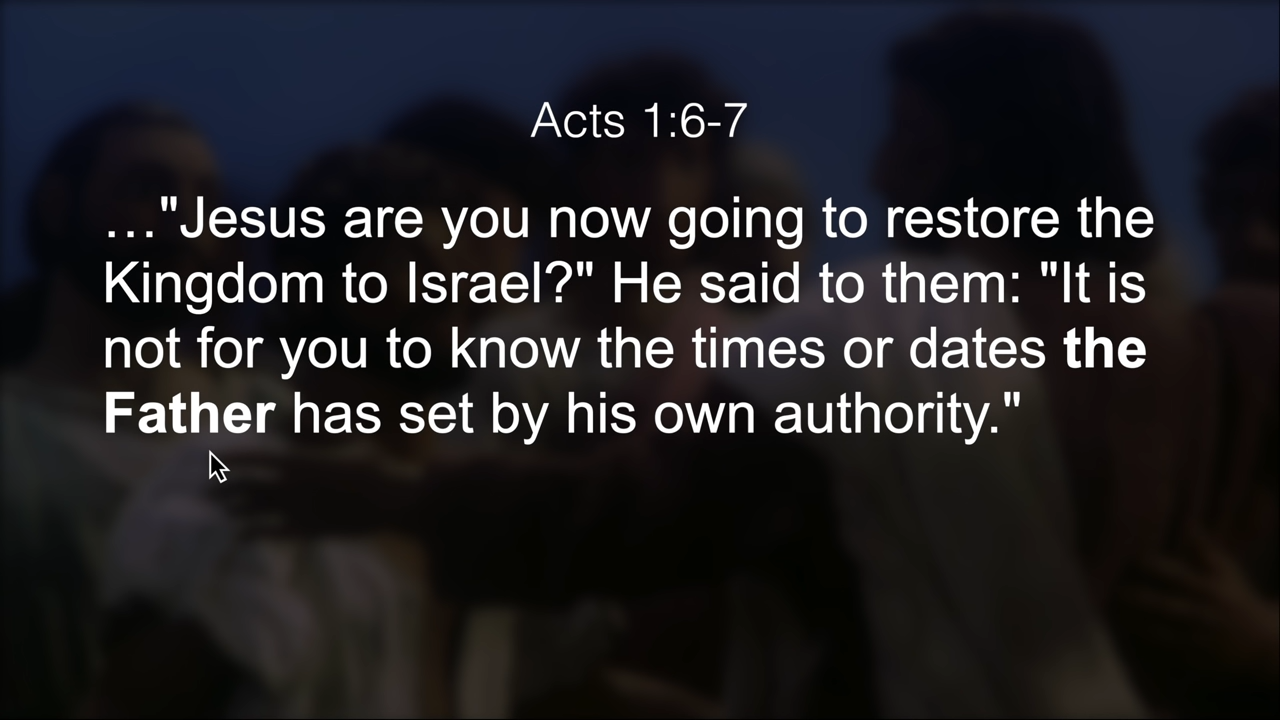 Acts 1:6-7
…"Jesus are you now going to restore the
Kingdom to Israel?" He said to them: "It is
not for you to know the times or dates the
Father has set by his own authority."